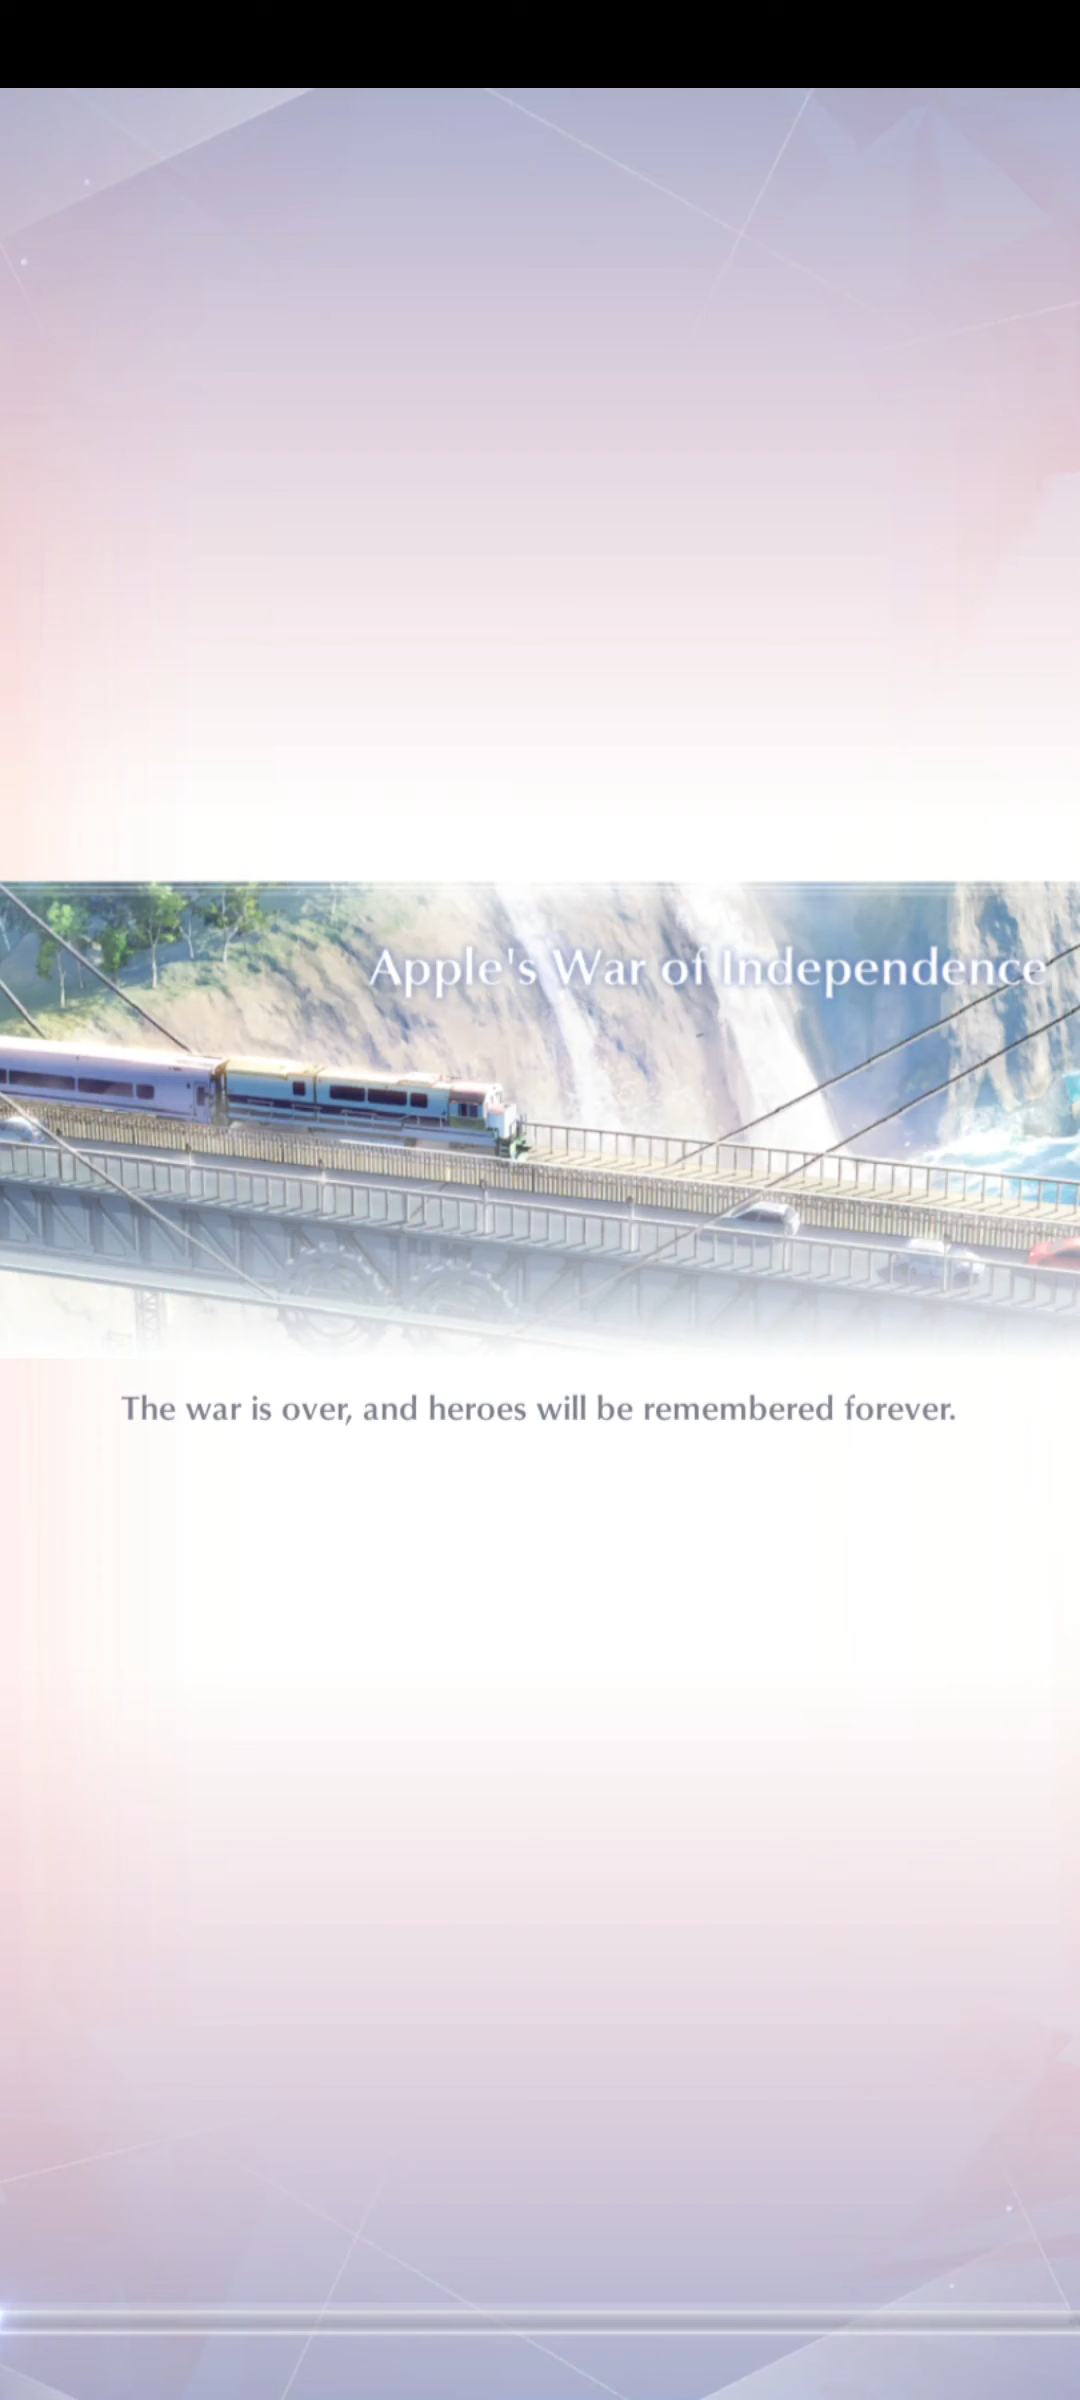 Apple's War of Independence
The war is over, and heroes will be remembered forever.